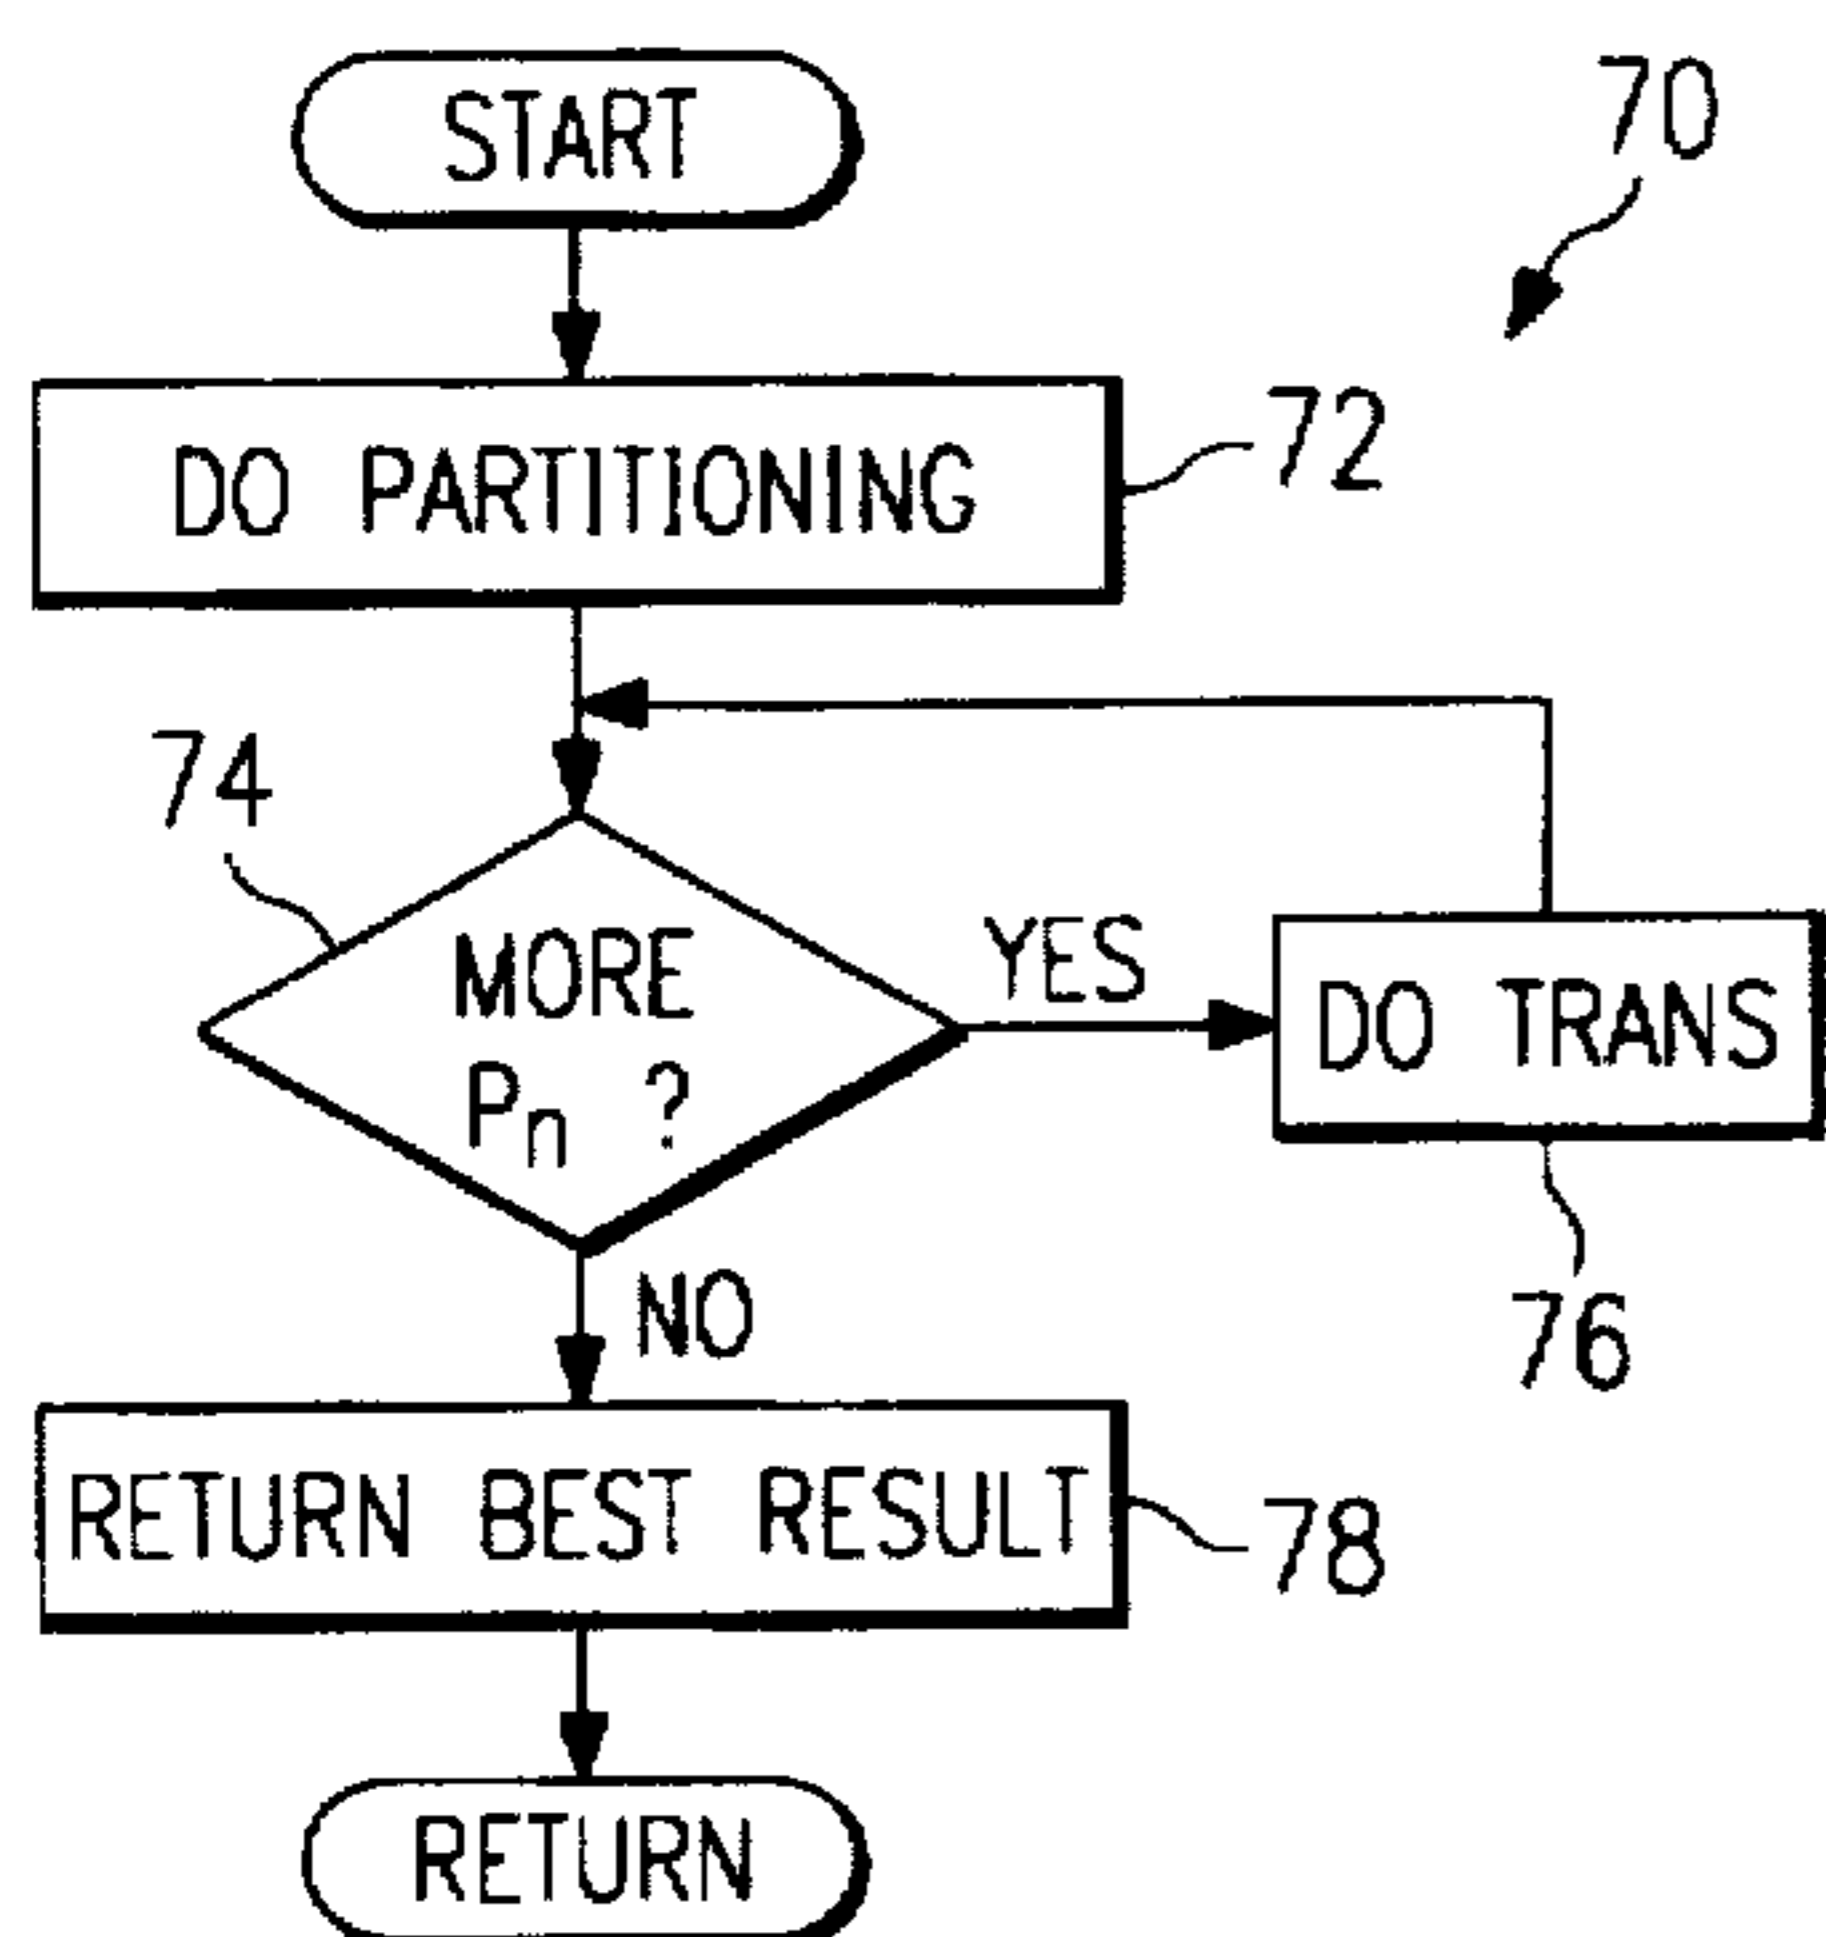 START
70
DO PARTITIONING
72
74
MORE
Pn ?
YES
DO TRANS
NO
76
RETURN BEST RESULT
78
RETURN